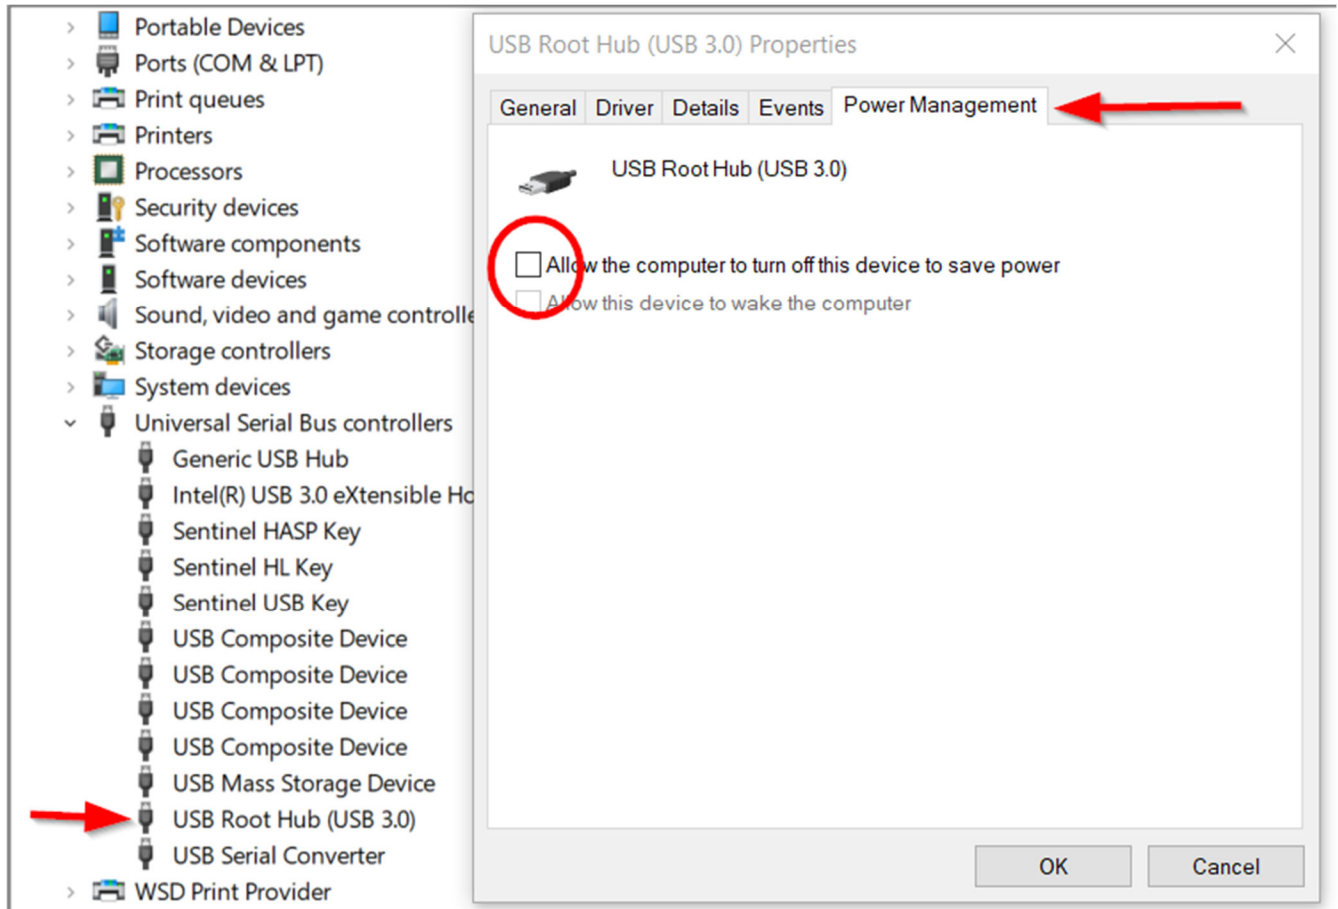 Portable Devices
Ports (COM & LPT)
Print queues
Printers
Processors
Security devices
Software components
Software devices
Sound, video and game controlle
Storage controllers
System devices
Universal Serial Bus controllers
Generic USB Hub
Intel(R) USB 3.0 eXtensible Ho
Sentinel HASP Key
Sentinel HL Key
Sentinel USB Key
USB Composite Device
USB Composite Device
USB Composite Device
USB Composite Device
USB Mass Storage Device
USB Root Hub (USB 3.0)
USB Serial Converter
WSD Print Provider
USB Root Hub (USB 3.0) Properties
General Driver Details Events Power Management
USB Root Hub (USB 3.0)
Allow the computer to turn off this device to save power
Allow this device to wake the computer
OK Cancel